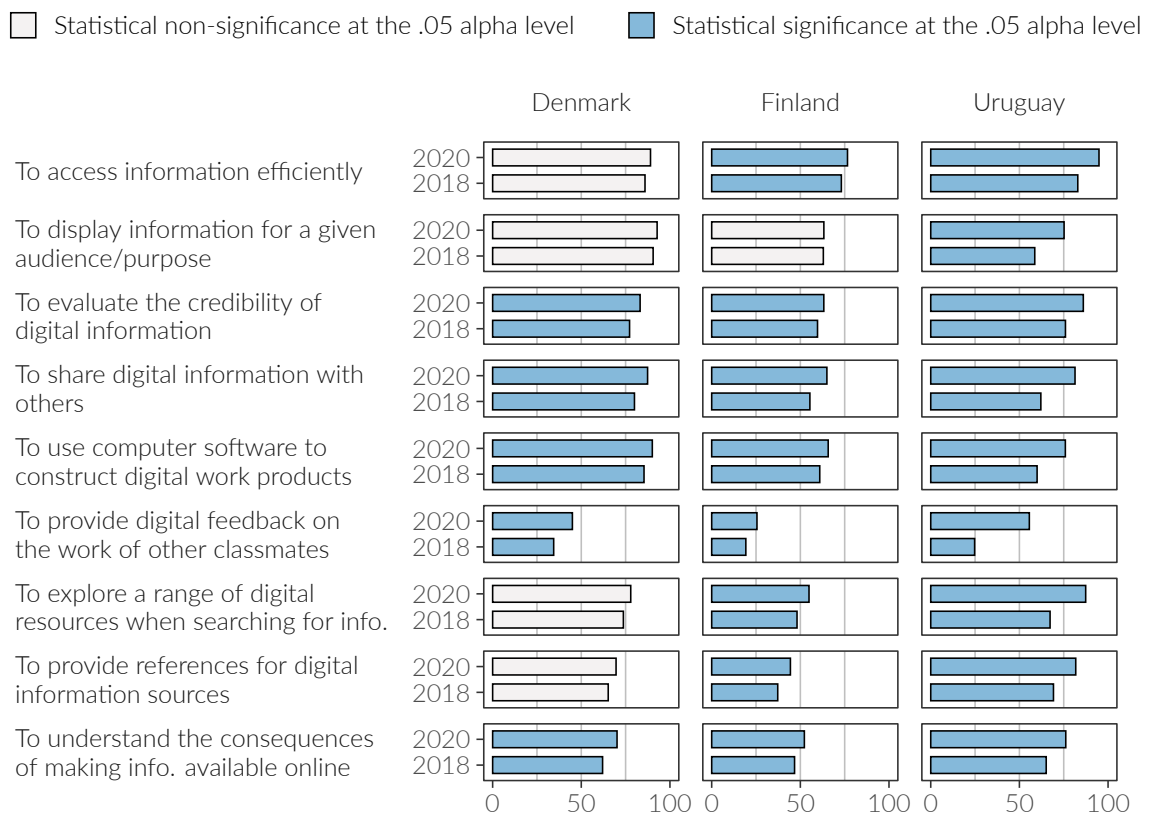 Statistical non-significance at the .05 alpha level
Statistical significance at the .05 alpha level
Denmark Finland Uruguay
To access information efficiently
2020
2018
To display information for a given
audience/purpose
2020
2018
To evaluate the credibility of
digital information
2020
2018
To share digital information with
others
2020
2018
To use computer software to
construct digital work products
2020
2018
To provide digital feedback on
the work of other classmates
2020
2018
To explore a range of digital
resources when searching for info.
2020
2018
To provide references for digital
information sources
2020
2018
To understand the consequences
of making info. available online
2020
2018
0 50 100 0 50 100 0 50 100